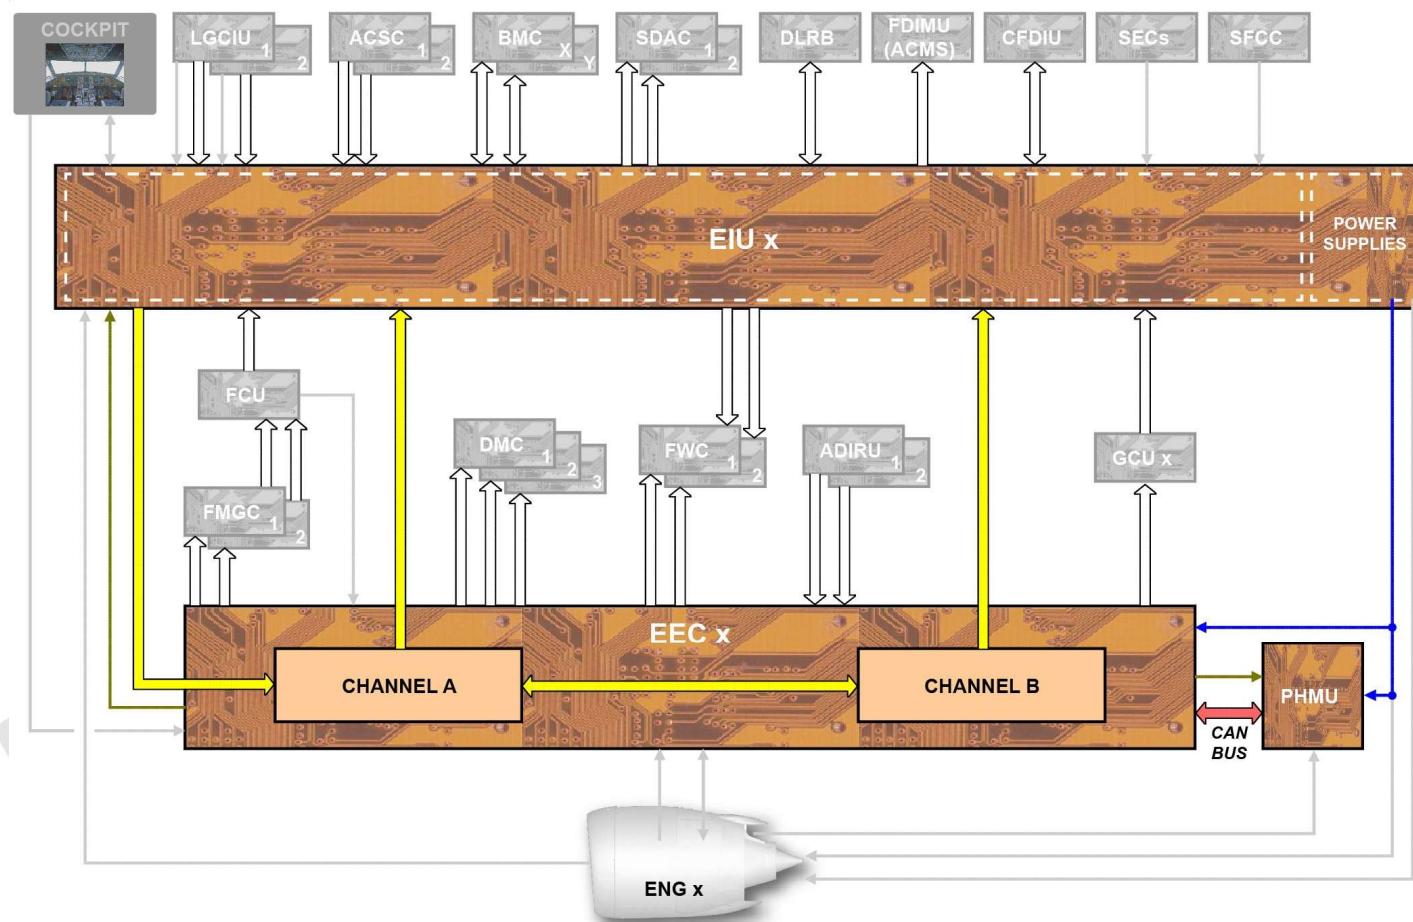 COCKPIT
LGCIU
1
2
ACSC
1
2
BMC
X
Y
SDAC
1
2
DLRB
FDIMU
(ACMS)
CFDIU
SECs
SFCC
EIU x
POWER
SUPPLIES
FCU
DMC
1
2
3
FWC
1
2
ADIRU
1
2
GCU x
FMGC
1
2
EEC x
CHANNEL A
CHANNEL B
PHMU
CAN
BUS
ENG x